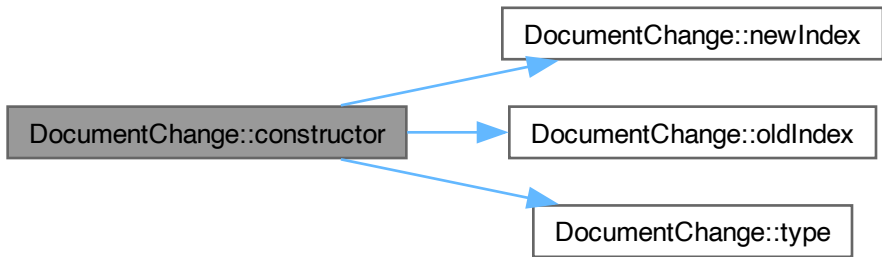 DocumentChange::newIndex
DocumentChange::constructor
DocumentChange::oldIndex
DocumentChange::type